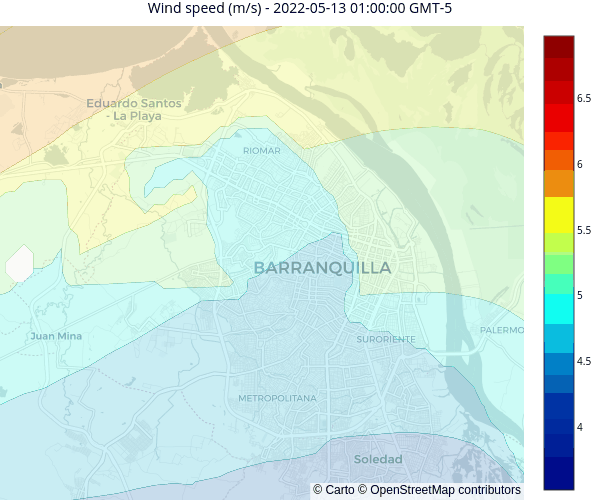 Wind speed (m/s) - 2022-05-13 01:00:00 GMT-5
6.5
Eduardo Santos
- La Playa
RIOMAR
6
5.5
BARRANQUILLA
5
Juan Mina
SURORIENTE
PALERMO
4.5
METROPOLITANA
4
Soledad
© Carto © OpenStreetMap contributors